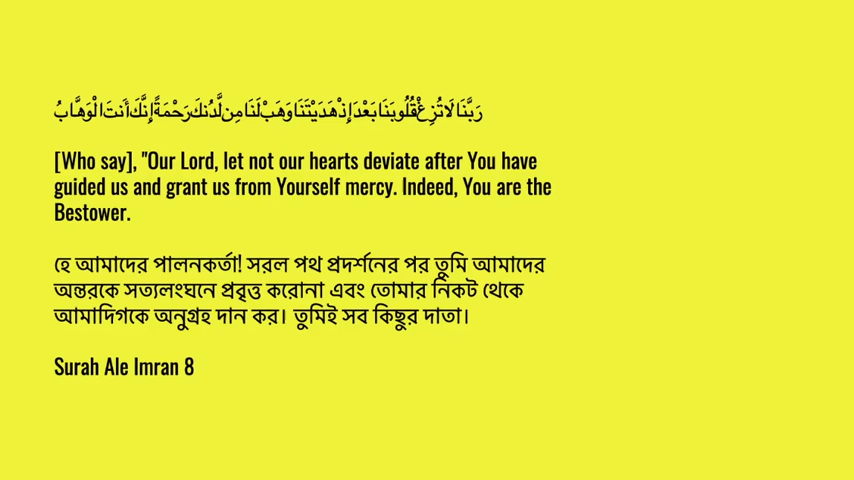 رَبَّنَا لَا تُزِغْ قُلُوبَنَا بَعْدَ إِذْ هَدَيْتَنَا وَهَبْ لَنَا مِن لَّدُنكَ رَحْمَةً إِنَّكَ أَنتَ الْوَهَّابُ
[Who say], "Our Lord, let not our hearts deviate after You have
guided us and grant us from Yourself mercy. Indeed, You are the
Bestower.
হে আমাদের পালনকর্তা! সরল পথ প্রদর্শনের পর তুমি আমাদের
অন্তরকে সত্যলংঘনে প্রবৃত্ত করোনা এবং তোমার নিকট থেকে
আমাদিগকে অনুগ্রহ দান কর। তুমিই সব কিছুর দাতা।
Surah Ale Imran 8